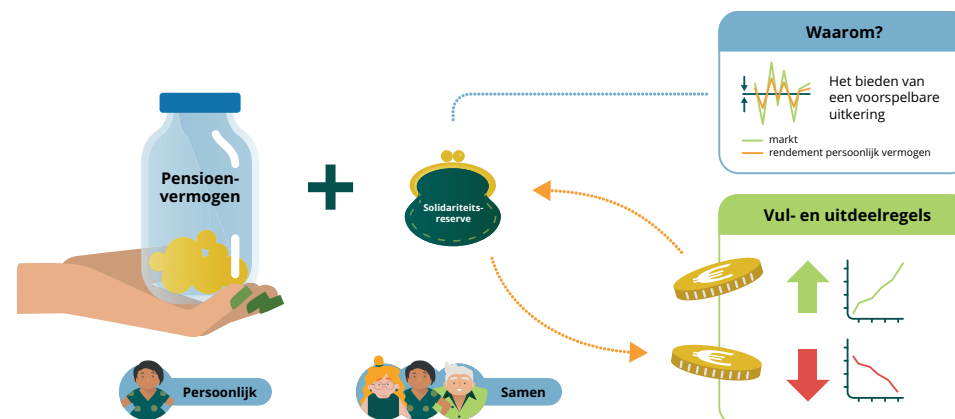 Waarom?
Het bieden van
een voorspelbare
uitkering
markt
rendement persoonlijk vermogen
Pensioen-
vermogen
Solidariteits-
reserve
Vul- en uitdeelregels
Persoonlijk
Samen